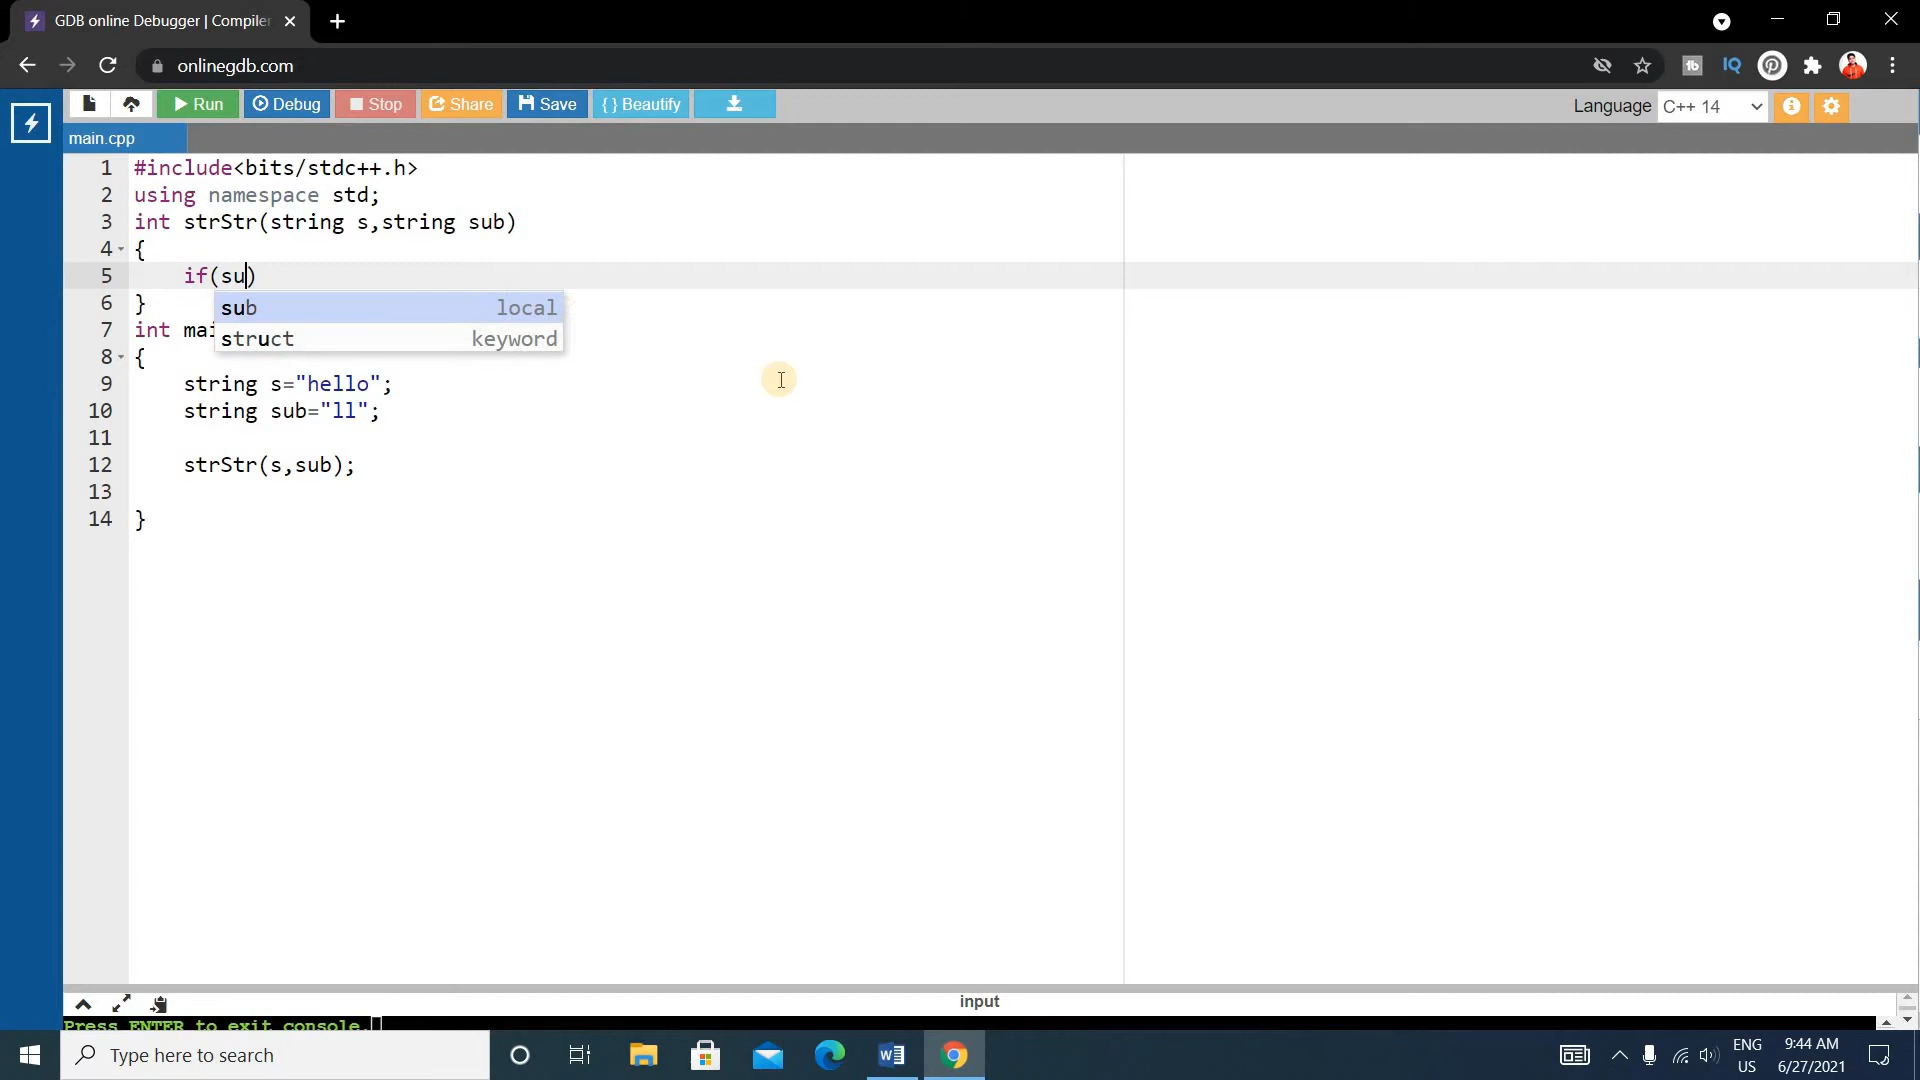 GDB online Debugger | Compiler
onlinegdb.com
Run Debug Stop Share Save { } Beautify Language C++ 14
main.cpp
1 #include<bits/stdc++.h>
2 using namespace std;
3 int strStr(string s,string sub)
4 {
5 if(su)
sub local
6 }
struct keyword
7 int mai
8 {
9 string s="hello";
10 string sub="ll";
11
12 strStr(s,sub);
13
14 }
input
Press ENTER to exit console.
Type here to search
ENG
US
9:44 AM
6/27/2021
IQ
tb